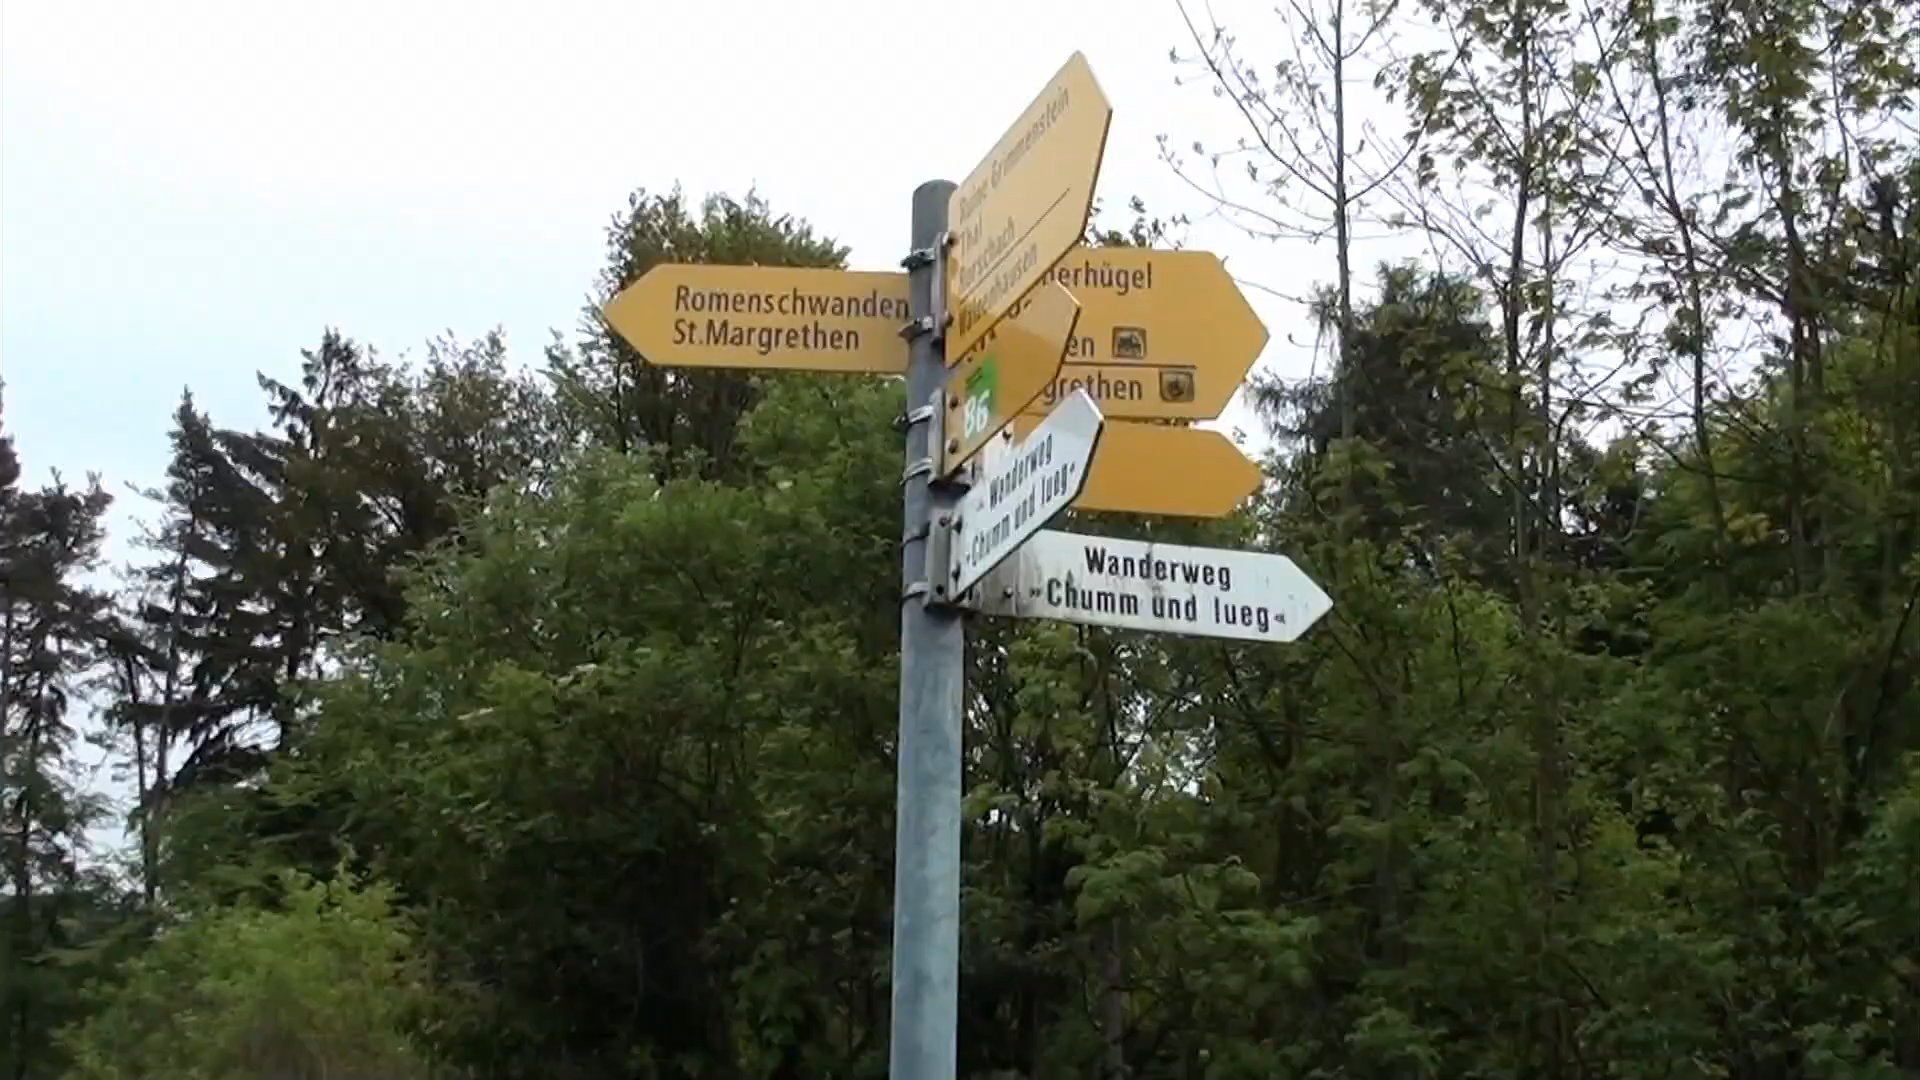 Romenschwanden
St.Margrethen
Ruine Grimmenstein
Thal
Rorschach
Walzenhausen
86
Wanderweg
"Chumm und lueg"
Wanderweg
»Chumm und lueg«